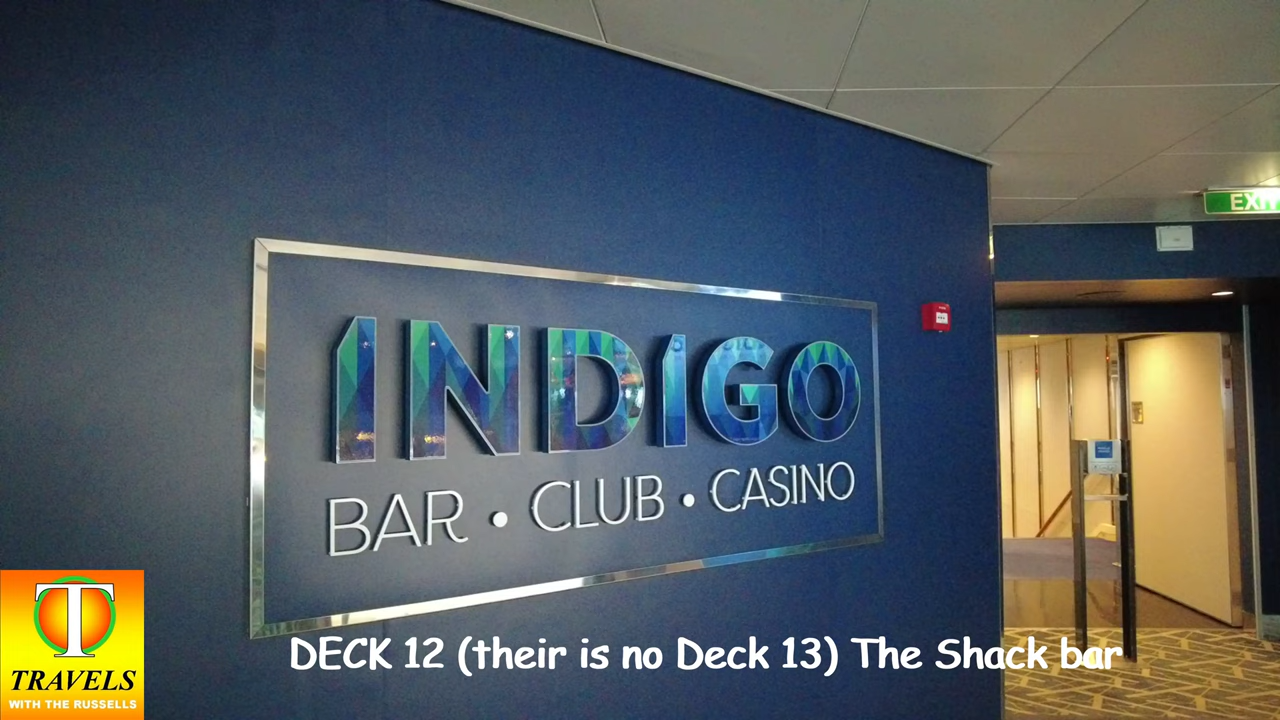 EXIT
INDIGO
BAR • CLUB • CASINO
DECK 12 (their is no Deck 13) The Shack bar
T
TRAVELS
WITH THE RUSSELLS